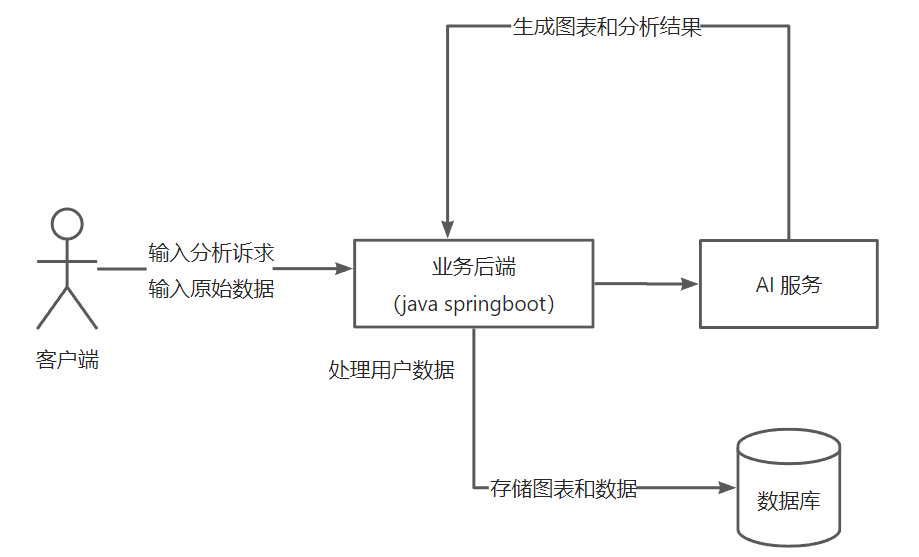 生成图表和分析结果
输入分析诉求
输入原始数据
客户端
业务后端
（java springboot）
AI 服务
处理用户数据
存储图表和数据
数据库